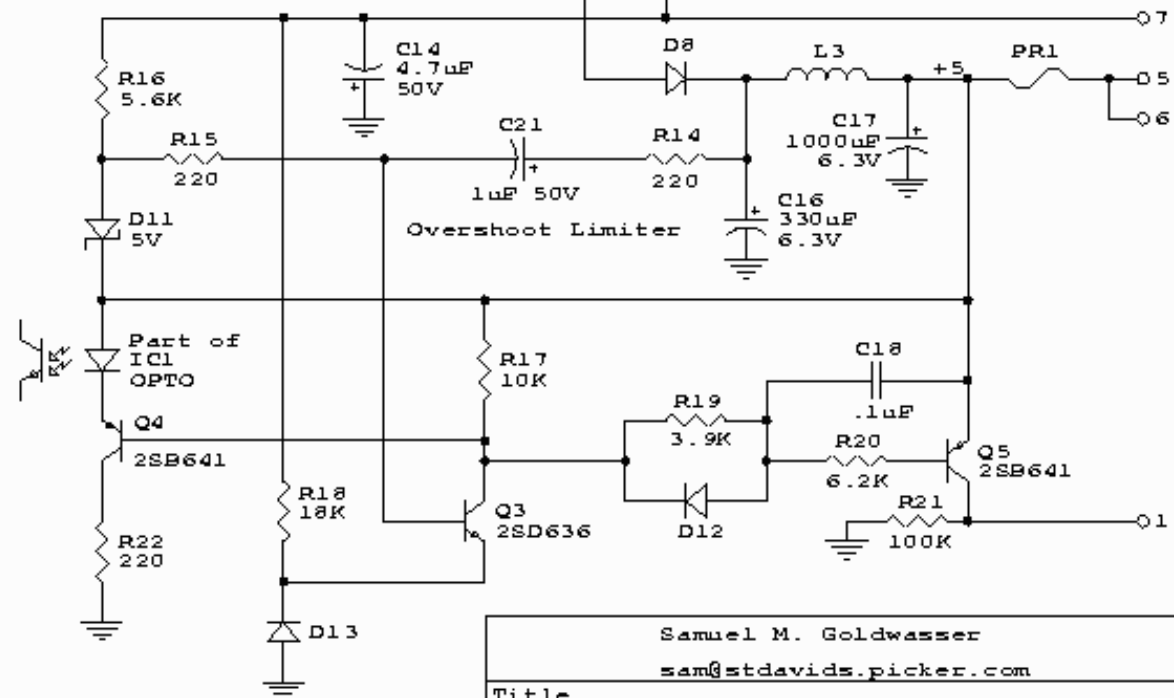 7
D8
L3
PR1
C14
4.7uF
50V
R16
5.6K
+
+5
5
6
C21
R14
C17
1000uF
6.3V
+
R15
220
+
1uF 50V
220
+
C16
330uF
6.3V
D11
5V
Overshoot Limiter
Part of
IC1
OPTO
R17
10K
C18
.1uF
R19
3.9K
Q4
2SB641
R20
6.2K
Q5
2SB641
R18
18K
Q3
2SD636
D12
R21
100K
1
R22
220
D13
Samuel M. Goldwasser
sam@stdavids.picker.com
Title